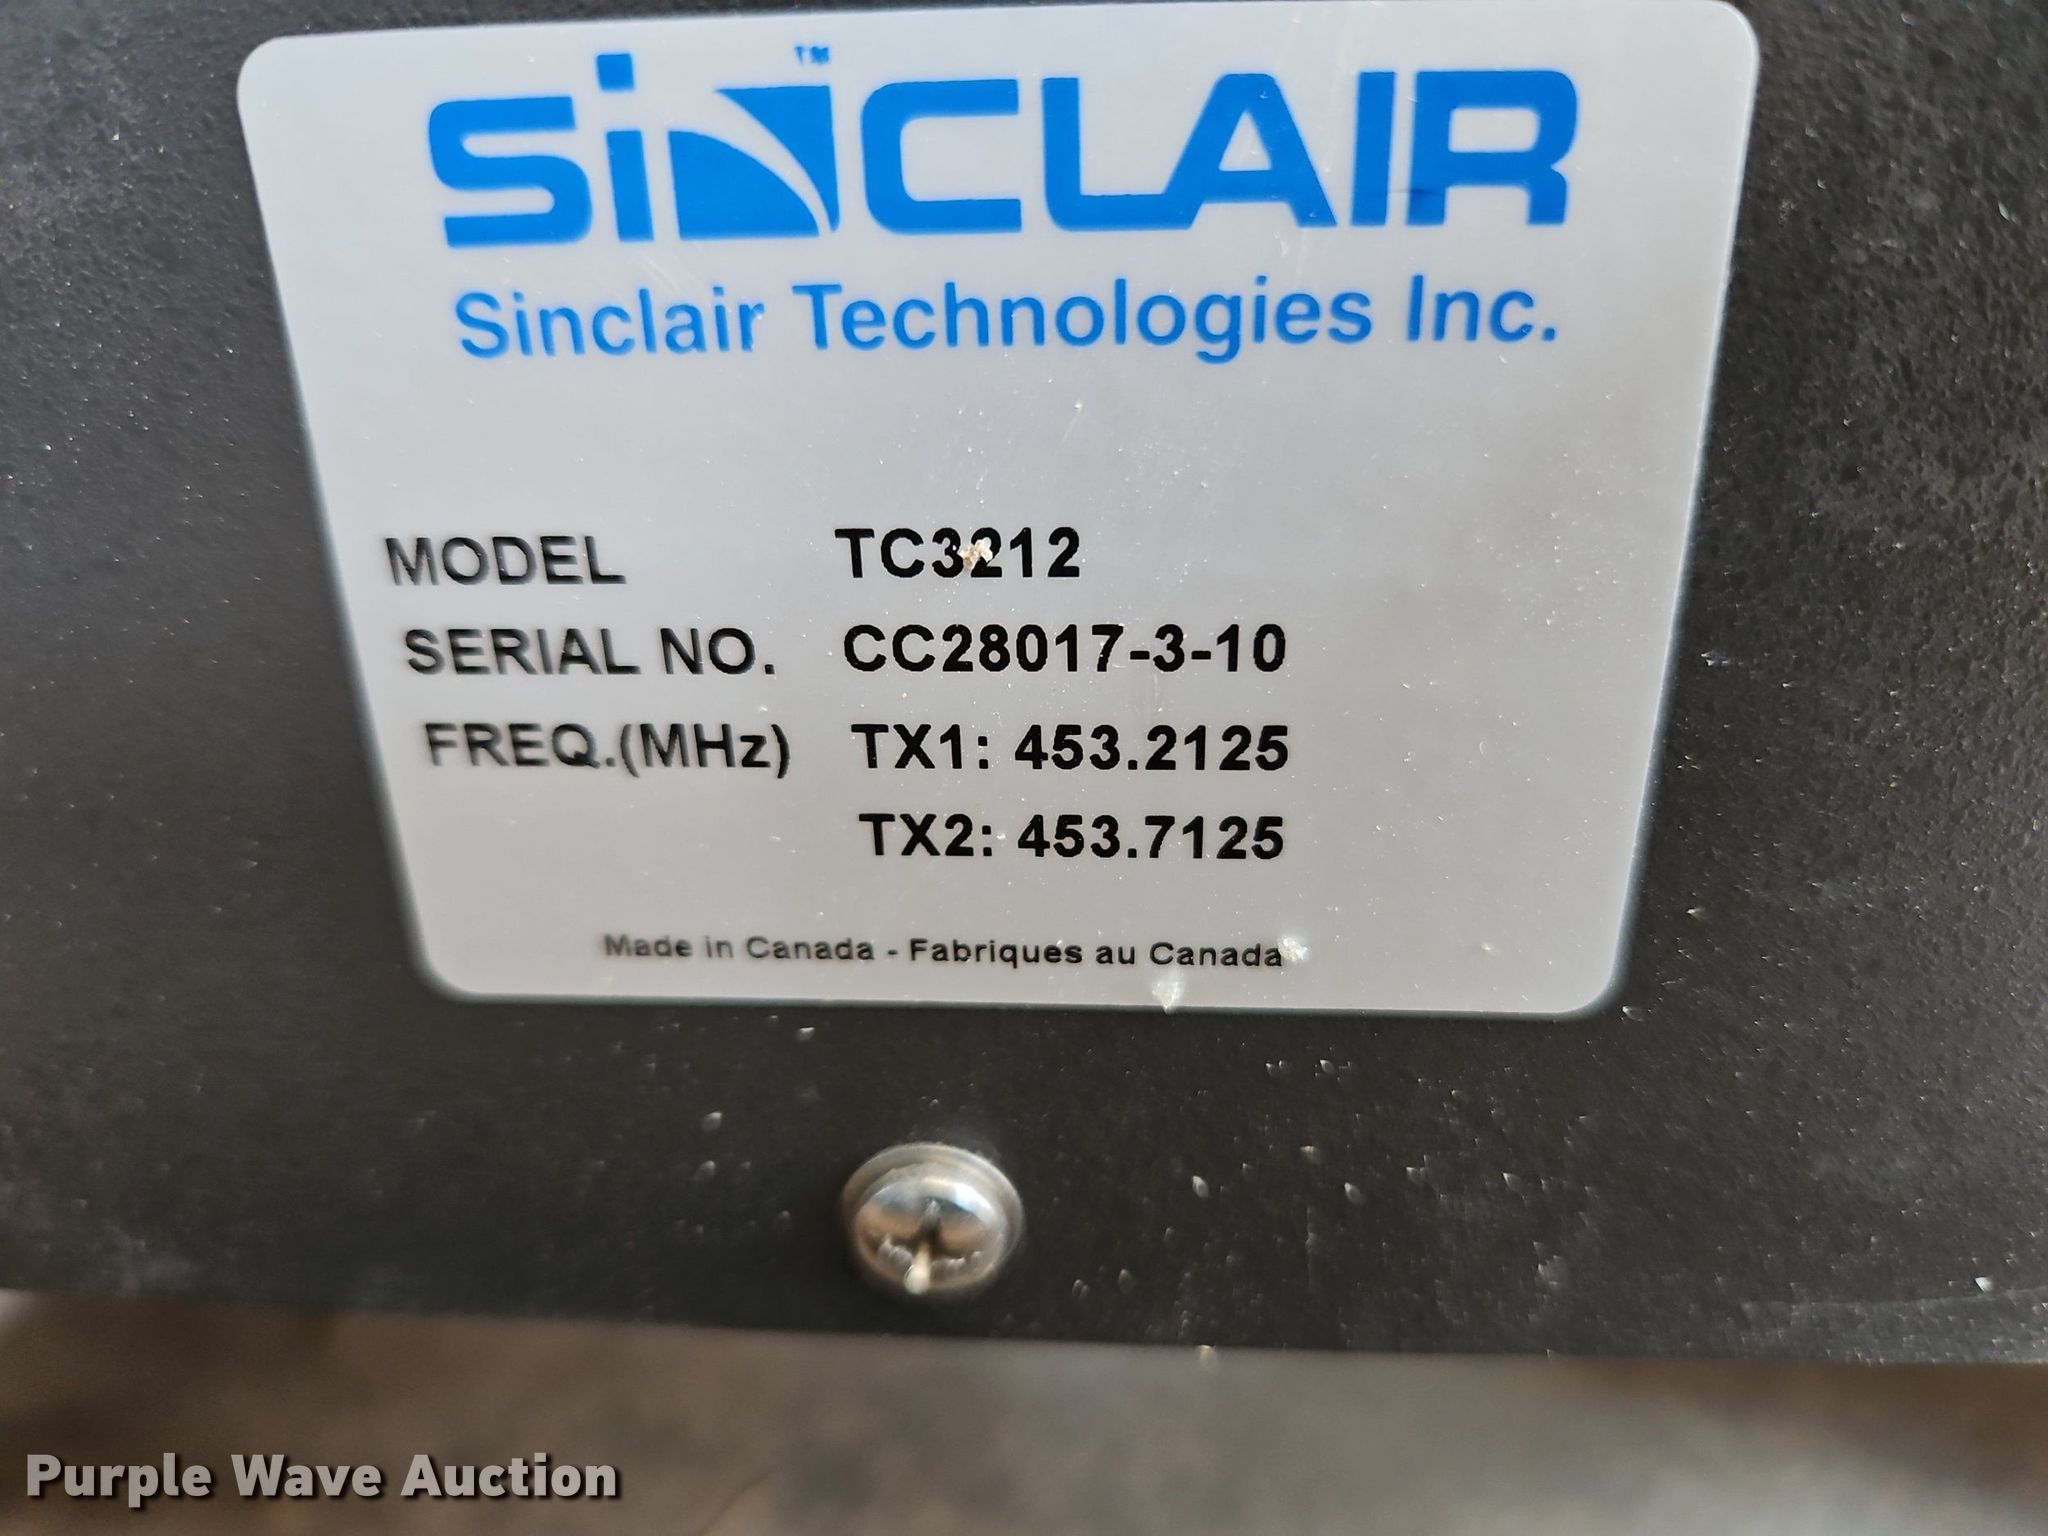 SiNCLAIR™
Sinclair Technologies Inc.
MODEL TC3212
SERIAL NO. CC28017-3-10
FREQ.(MHz) TX1: 453.2125
TX2: 453.7125
Made in Canada - Fabriques au Canada
Purple Wave Auction